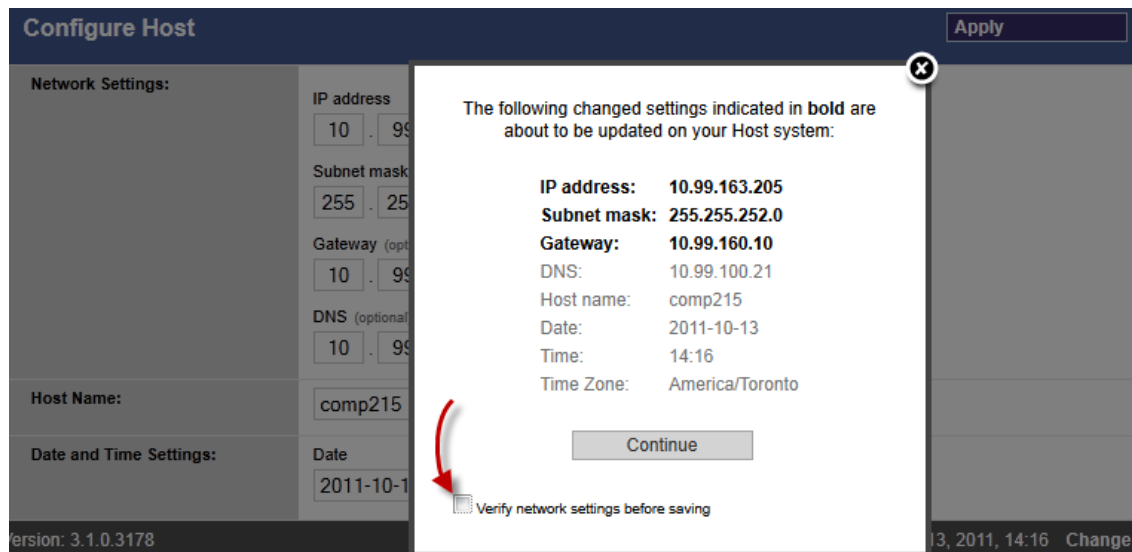 Configure Host
Apply
Network Settings:
IP address
10 . 99
Subnet mask
255 . 25
Gateway (opt
10 . 99
DNS (optional
10 . 99
Host Name:
comp215
Date and Time Settings:
Date
2011-10-1
The following changed settings indicated in bold are
about to be updated on your Host system:
IP address: 10.99.163.205
Subnet mask: 255.255.252.0
Gateway: 10.99.160.10
DNS: 10.99.100.21
Host name: comp215
Date: 2011-10-13
Time: 14:16
Time Zone: America/Toronto
Continue
Verify network settings before saving
ersion: 3.1.0.3178
13, 2011, 14:16 Change